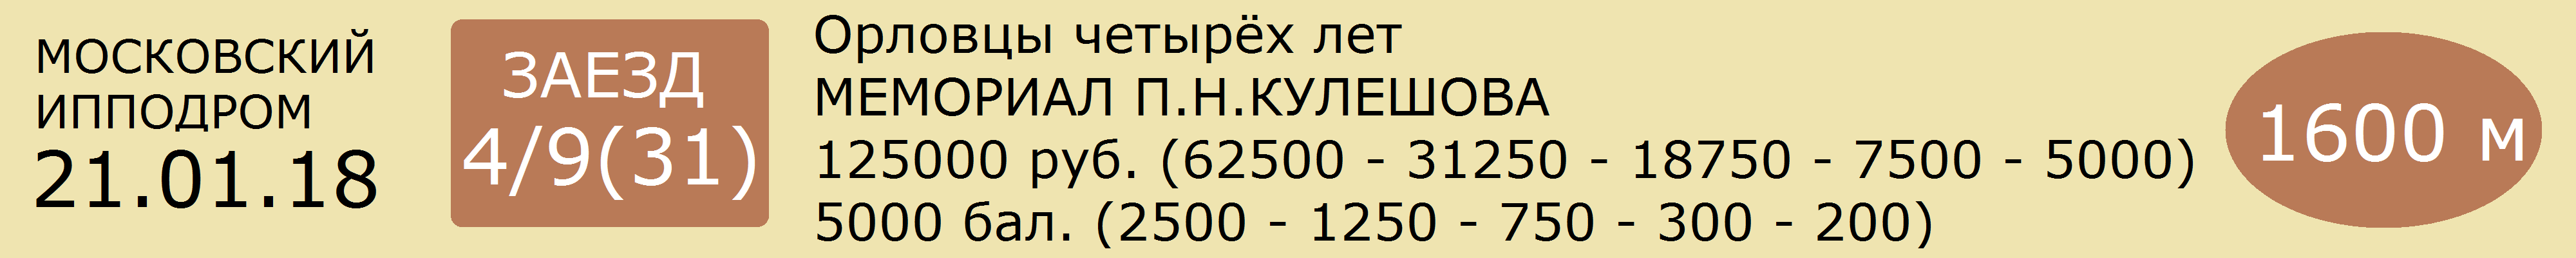 МОСКОВСКИЙ
ИППОДРОМ
21.01.18
ЗАЕЗД
4/9(31)
Орловцы четырёх лет
МЕМОРИАЛ П.Н.КУЛЕШОВА
125000 руб. (62500 - 31250 - 18750 - 7500 - 5000)
5000 бал. (2500 - 1250 - 750 - 300 - 200)
1600 м